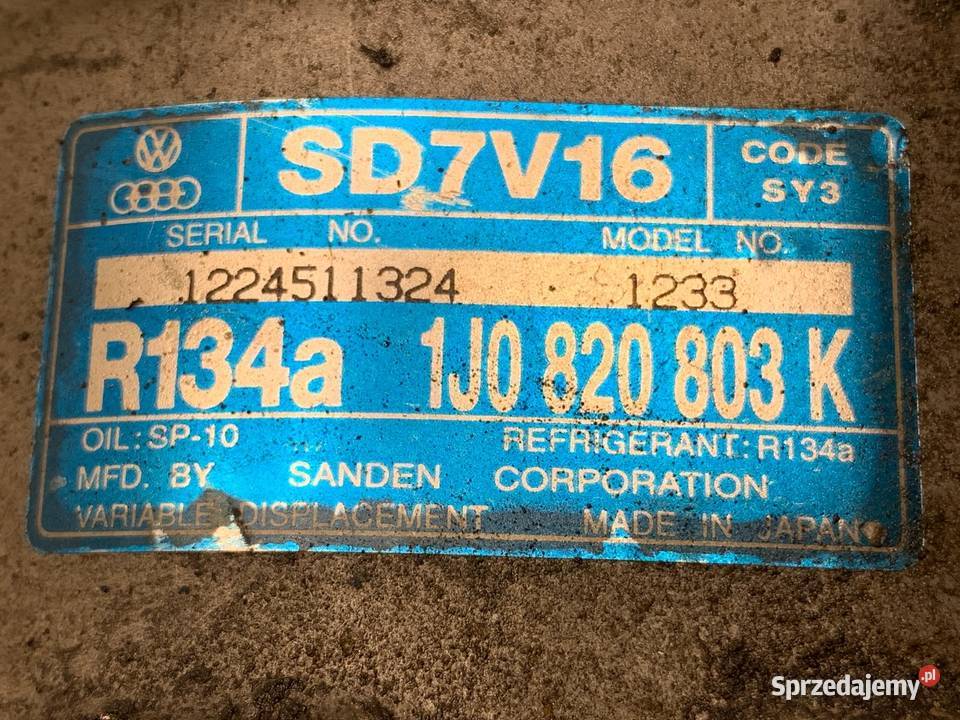 SD7V16
CODE
SY3
SERIAL NO. MODEL NO.
1224511324 1233
R134a 1J0 820 803 K
OIL: SP-10 REFRIGERANT: R134a
MFD. BY SANDEN CORPORATION
VARIABLE DISPLACEMENT MADE IN JAPAN
Sprzedajemy.pl